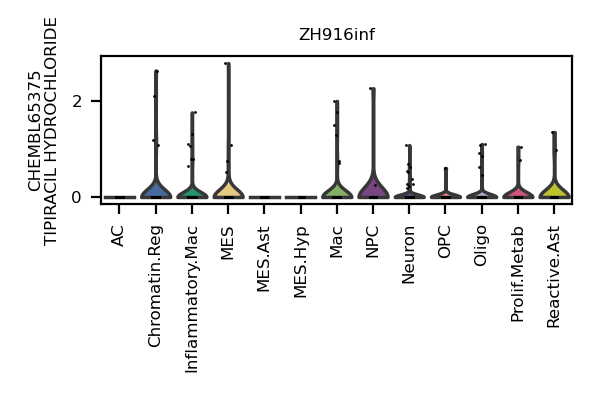 ZH916inf
CHEMBL65375
TIPIRACIL HYDROCHLORIDE
2
0
AC
Chromatin.Reg
Inflammatory.Mac
MES
MES.Ast
MES.Hyp
Mac
NPC
Neuron
OPC
Oligo
Prolif.Metab
Reactive.Ast